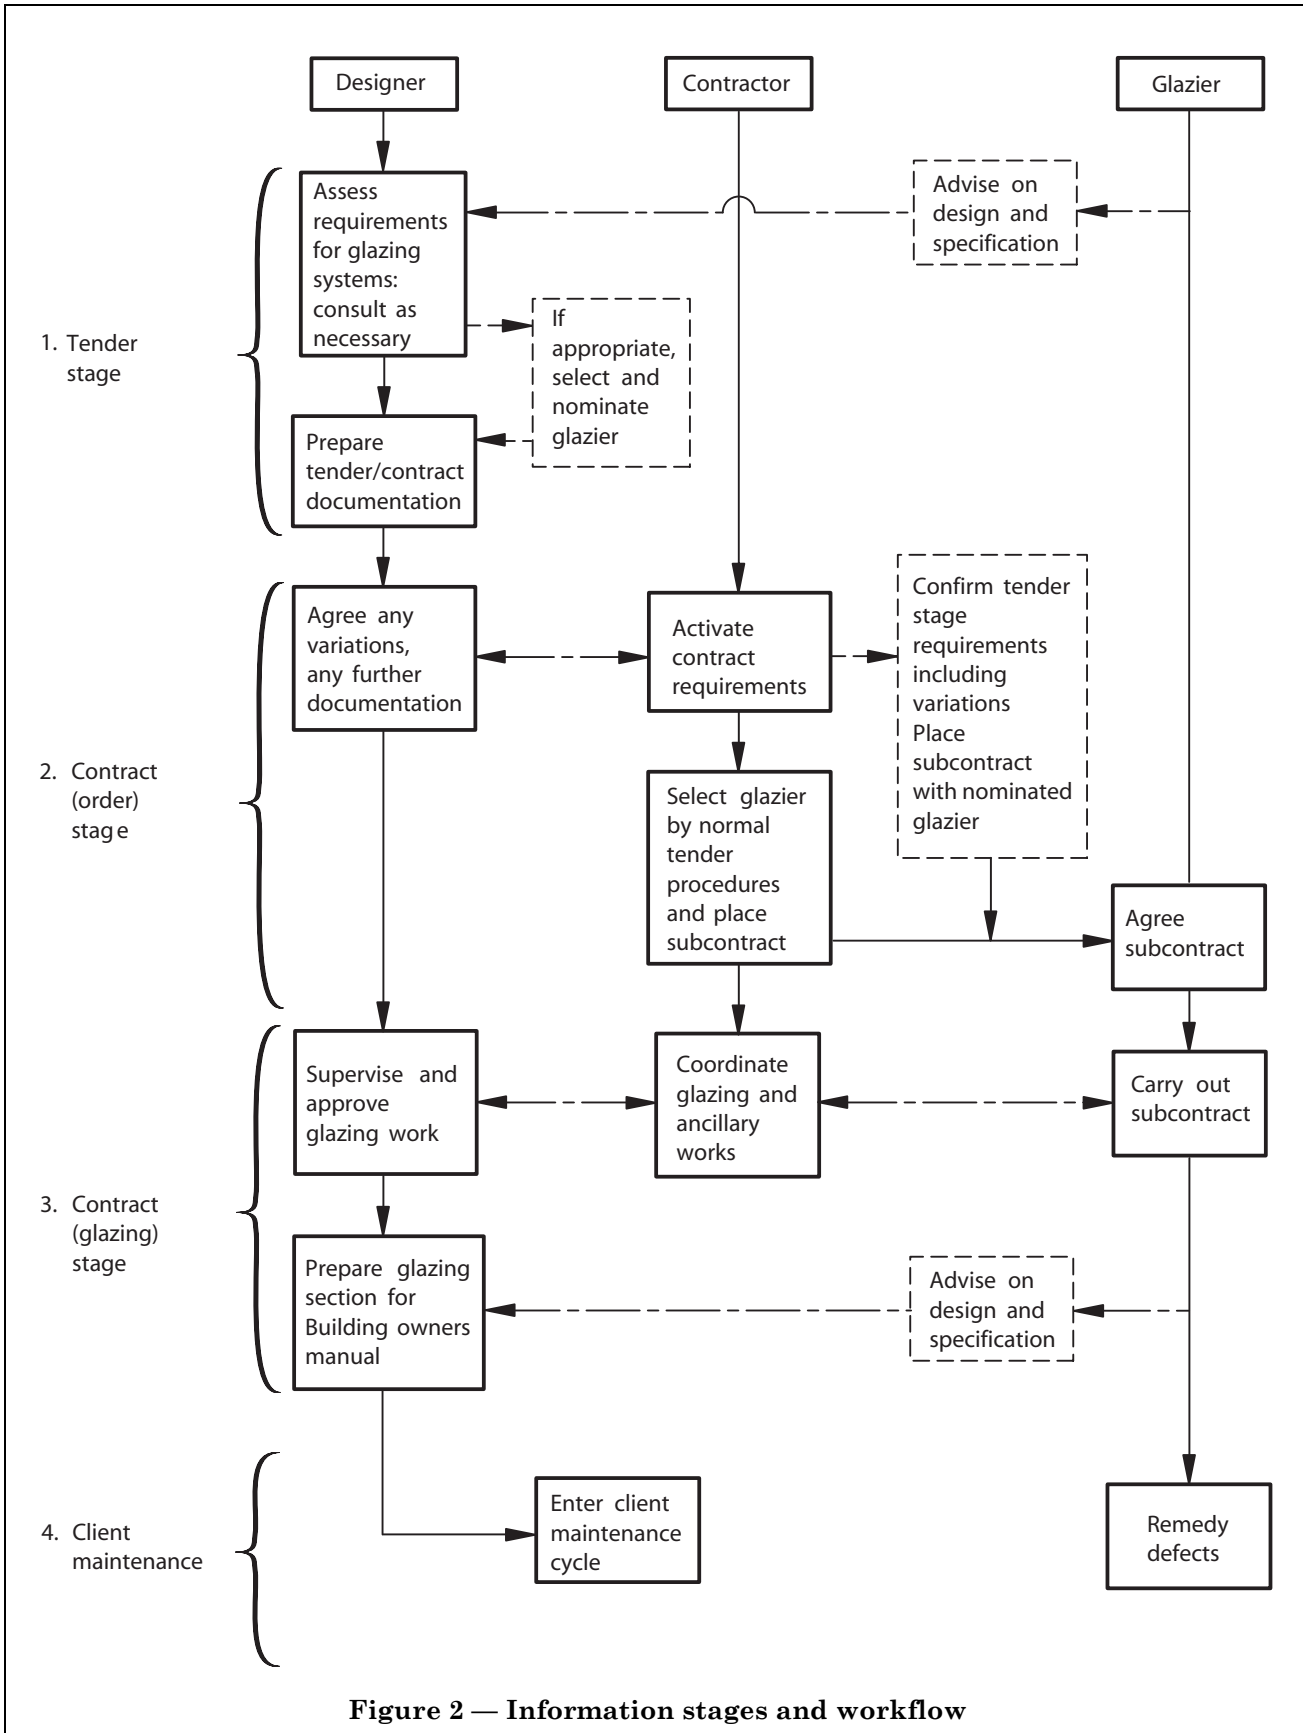 Designer
Contractor
Glazier
Assess
requirements
for glazing
systems:
consult as
necessary
Advise on
design and
specification
If
appropriate,
select and
nominate
glazier
1. Tender
stage
Prepare
tender/contract
documentation
Agree any
variations,
any further
documentation
Activate
contract
requirements
Confirm tender
stage
requirements
including
variations
Place
subcontract
with nominated
glazier
2. Contract
(order)
stage
Select glazier
by normal
tender
procedures
and place
subcontract
Agree
subcontract
Supervise and
approve
glazing work
Coordinate
glazing and
ancillary
works
Carry out
subcontract
3. Contract
(glazing)
stage
Prepare glazing
section for
Building owners
manual
Advise on
design and
specification
4. Client
maintenance
Enter client
maintenance
cycle
Remedy
defects
Figure 2 — Information stages and workflow